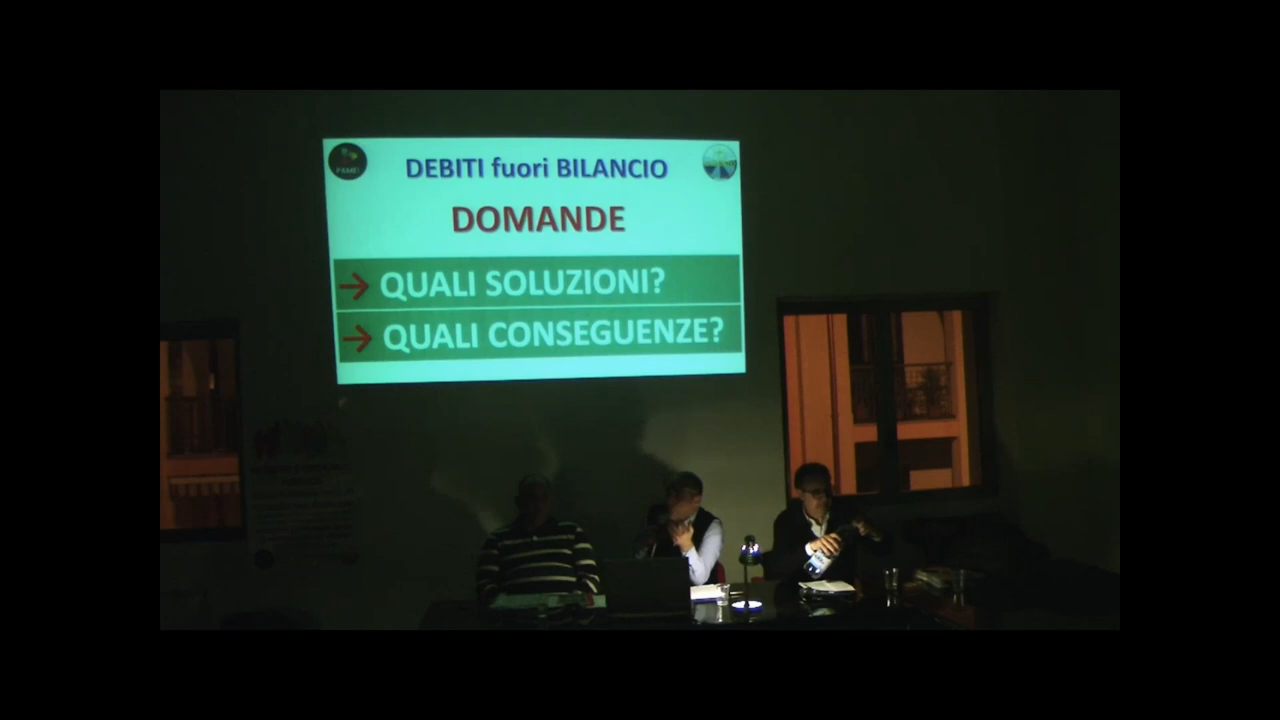 DEBITI fuori BILANCIO
DOMANDE
→ QUALI SOLUZIONI?
→ QUALI CONSEGUENZE?